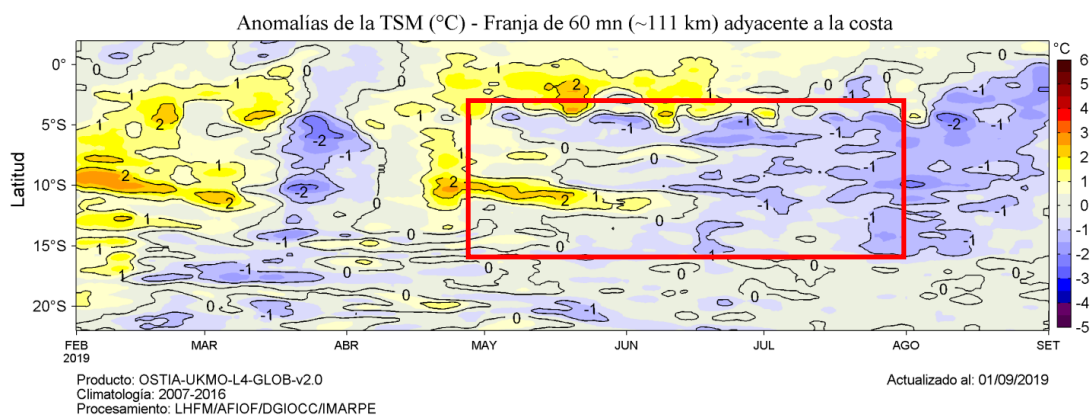 Anomalías de la TSM (°C) - Franja de 60 mn (~111 km) adyacente a la costa
°C
Latitud
0°
5°S
10°S
15°S
20°S
6
5
4
3
2
1
0
-1
-2
-3
-4
-5
FEB
2019
MAR
ABR
MAY
JUN
JUL
AGO
SET
Producto: OSTIA-UKMO-L4-GLOB-v2.0
Climatología: 2007-2016
Procesamiento: LHFM/AFIOF/DGIOCC/IMARPE
Actualizado al: 01/09/2019